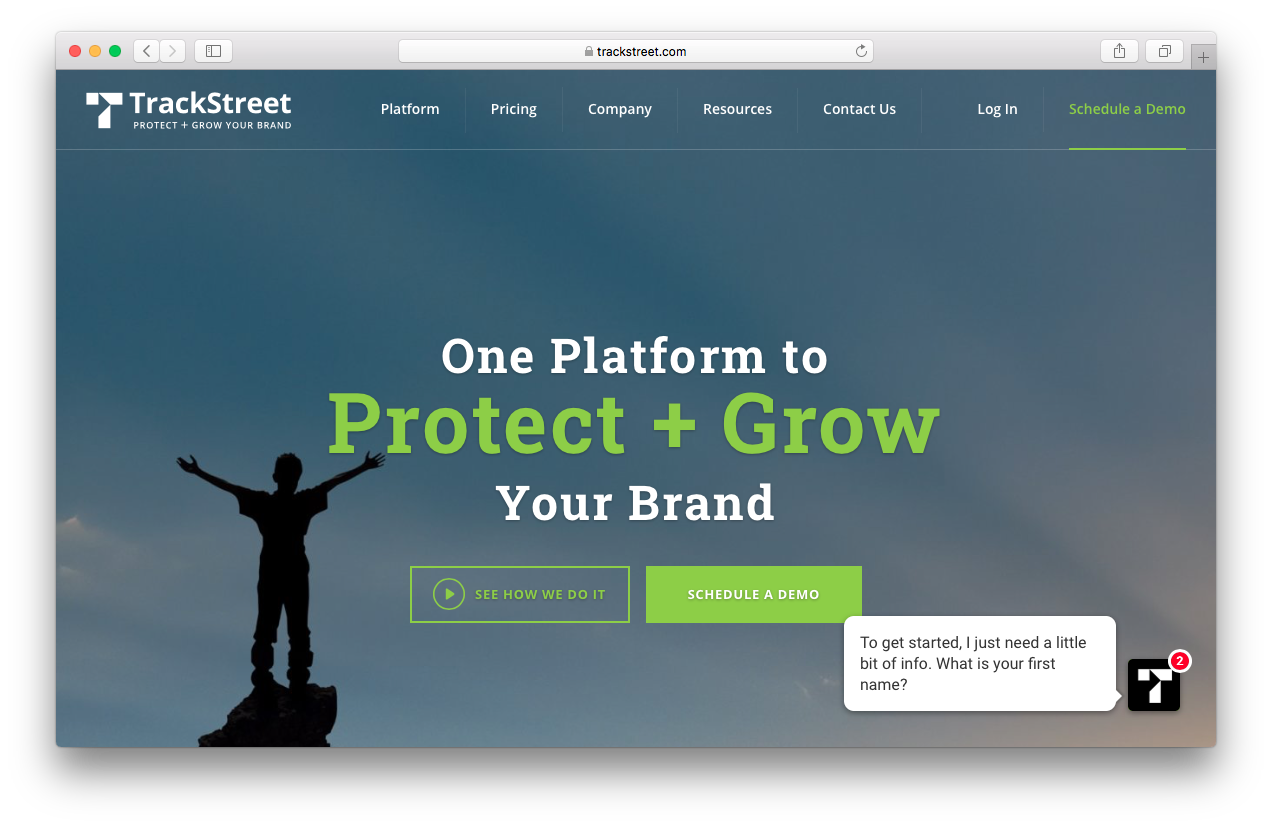 trackstreet.com
TrackStreet
PROTECT + GROW YOUR BRAND
Platform
Pricing
Company
Resources
Contact Us
Log In
Schedule a Demo
One Platform to
Protect + Grow
Your Brand
SEE HOW WE DO IT
SCHEDULE A DEMO
To get started, I just need a little
bit of info. What is your first
name?
2